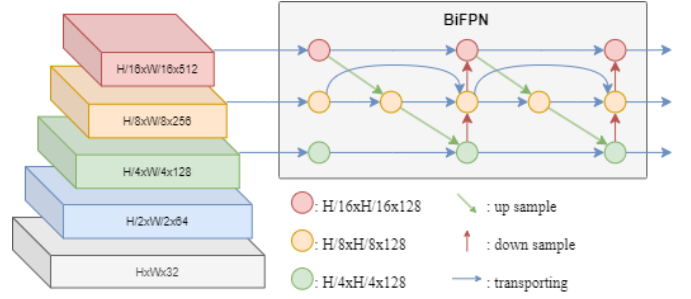 BiFPN
H/16xW/16x512
H/8xW/8x256
H/4xW/4x128
H/2xW/2x64
HxWx32
: H/16xH/16x128
: up sample
: H/8xH/8x128
: down sample
: H/4xH/4x128
: transporting